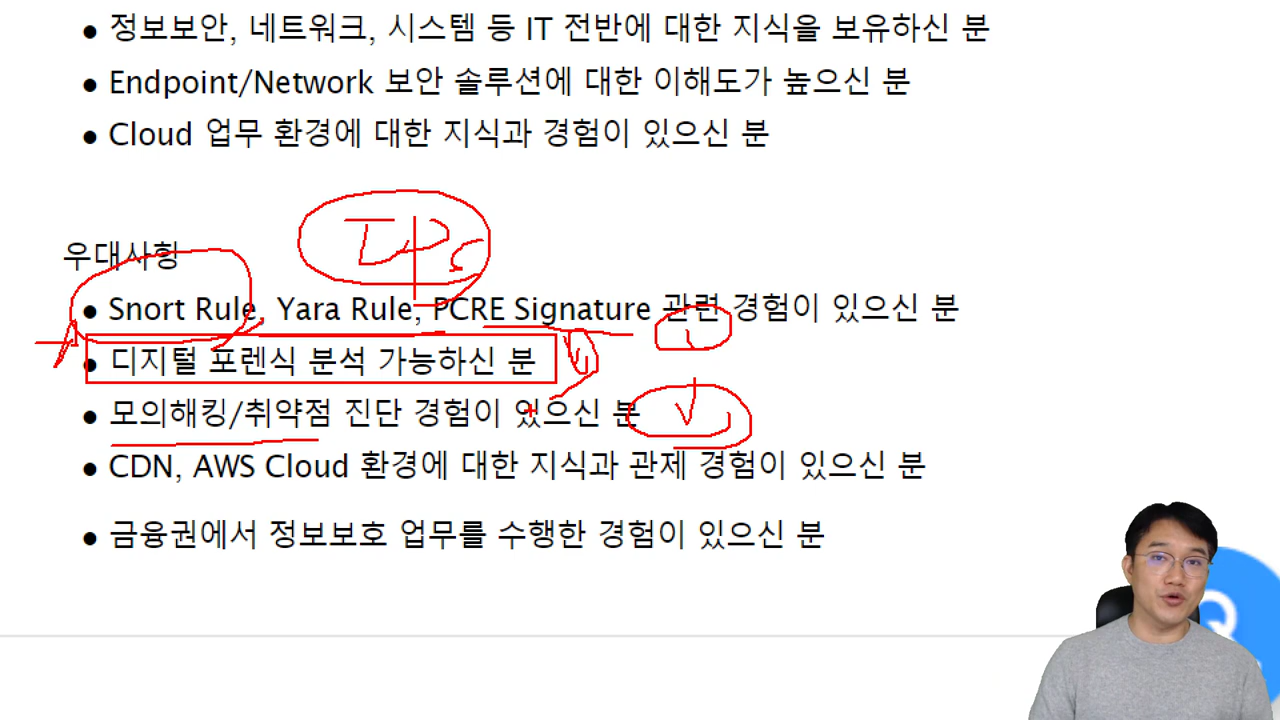 ● 정보보안, 네트워크, 시스템 등 IT 전반에 대한 지식을 보유하신 분
● Endpoint/Network 보안 솔루션에 대한 이해도가 높으신 분
● Cloud 업무 환경에 대한 지식과 경험이 있으신 분
IPS
우대사항
● Snort Rule, Yara Rule, PCRE Signature 관련 경험이 있으신 분
● 디지털 포렌식 분석 가능하신 분
● 모의해킹/취약점 진단 경험이 있으신 분
● CDN, AWS Cloud 환경에 대한 지식과 관제 경험이 있으신 분
● 금융권에서 정보보호 업무를 수행한 경험이 있으신 분